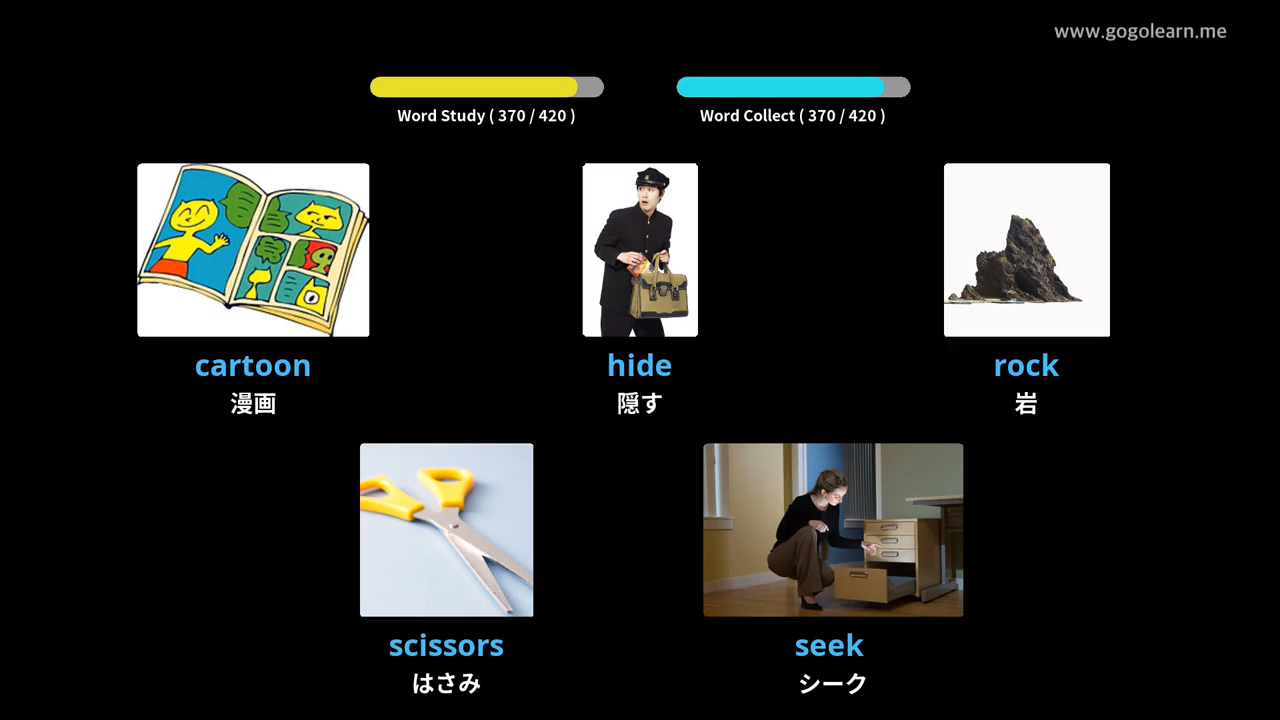 www.gogolearn.me
Word Study ( 370 / 420 )
Word Collect ( 370 / 420 )
cartoon
漫画
hide
隠す
rock
岩
scissors
はさみ
seek
シーク